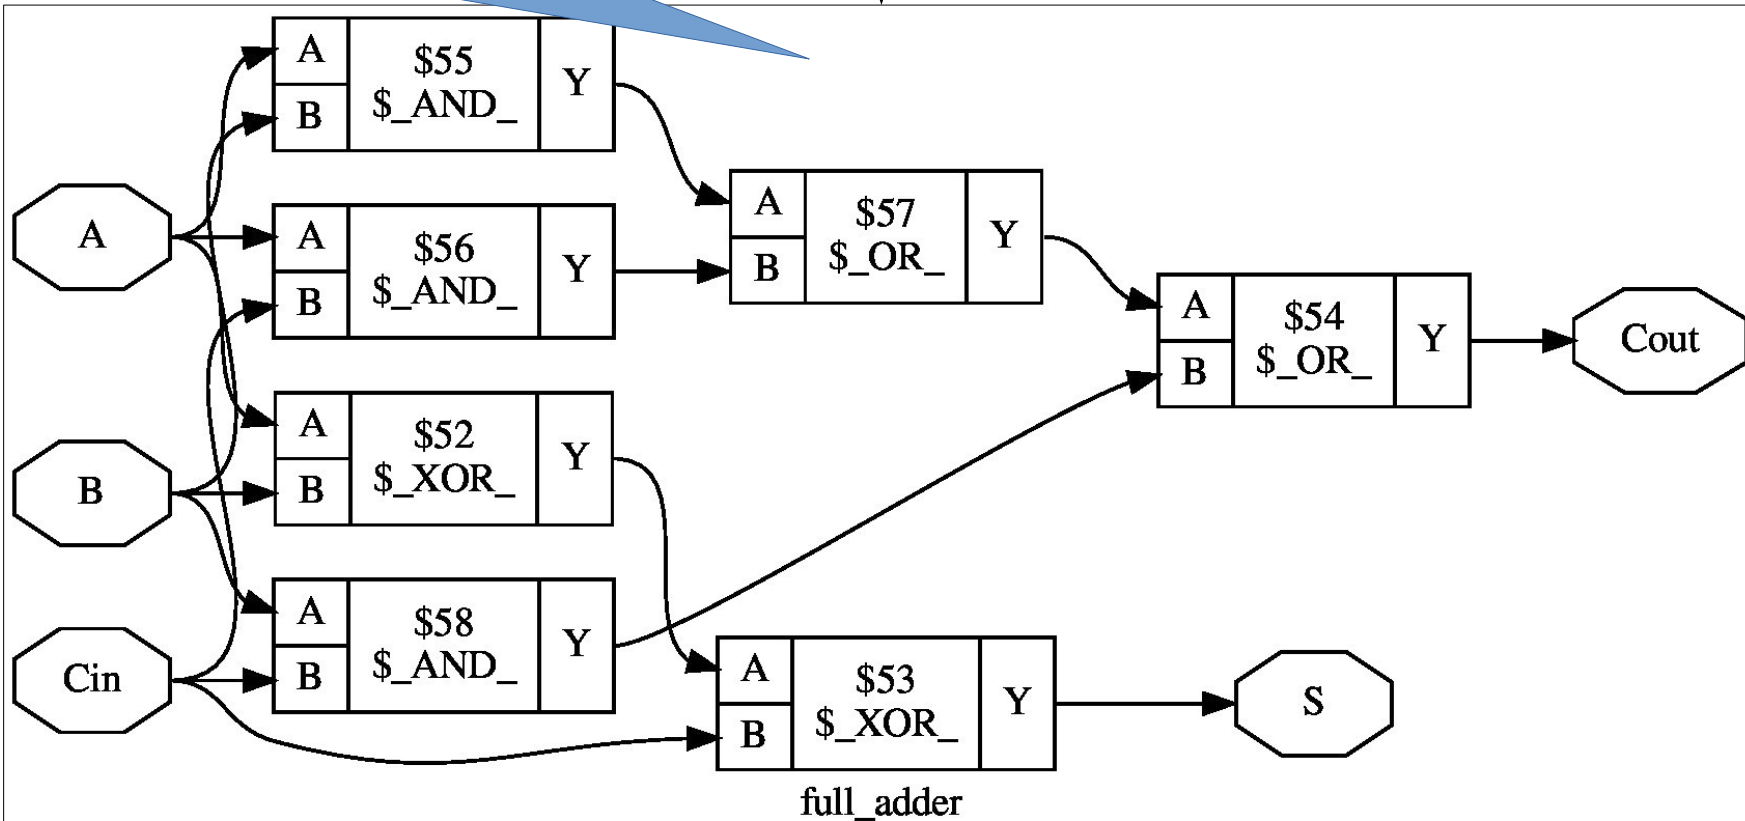 A
$55
$_AND_
B
Y
A
A
$56
$_AND_
B
Y
A
$57
$_OR_
B
Y
A
$54
$_OR_
B
Y
Cout
B
A
$52
$_XOR_
B
Y
Cin
A
$58
$_AND_
B
Y
A
$53
$_XOR_
B
Y
S
full_adder